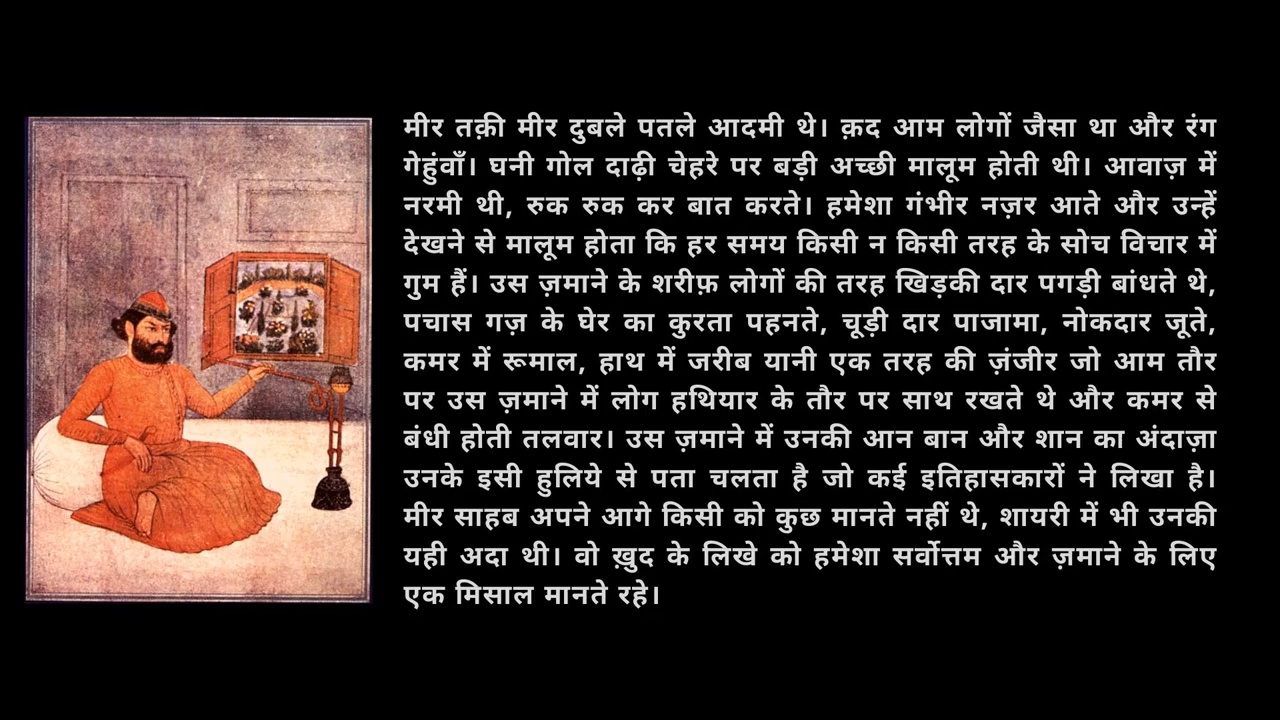 मीर तक़ी मीर दुबले पतले आदमी थे। क़द आम लोगों जैसा था और रंग
गेहुंवाँ। घनी गोल दाढ़ी चेहरे पर बड़ी अच्छी मालूम होती थी। आवाज़ में
नरमी थी, रुक रुक कर बात करते। हमेशा गंभीर नज़र आते और उन्हें
देखने से मालूम होता कि हर समय किसी न किसी तरह के सोच विचार में
गुम हैं। उस ज़माने के शरीफ़ लोगों की तरह खिड़की दार पगड़ी बांधते थे,
पचास गज़ के घेर का कुरता पहनते, चूड़ी दार पाजामा, नोकदार जूते,
कमर में रूमाल, हाथ में जरीब यानी एक तरह की ज़ंजीर जो आम तौर
पर उस ज़माने में लोग हथियार के तौर पर साथ रखते थे और कमर से
बंधी होती तलवार। उस ज़माने में उनकी आन बान और शान का अंदाज़ा
उनके इसी हुलिये से पता चलता है जो कई इतिहासकारों ने लिखा है।
मीर साहब अपने आगे किसी को कुछ मानते नहीं थे, शायरी में भी उनकी
यही अदा थी। वो ख़ुद के लिखे को हमेशा सर्वोत्तम और ज़माने के लिए
एक मिसाल मानते रहे।